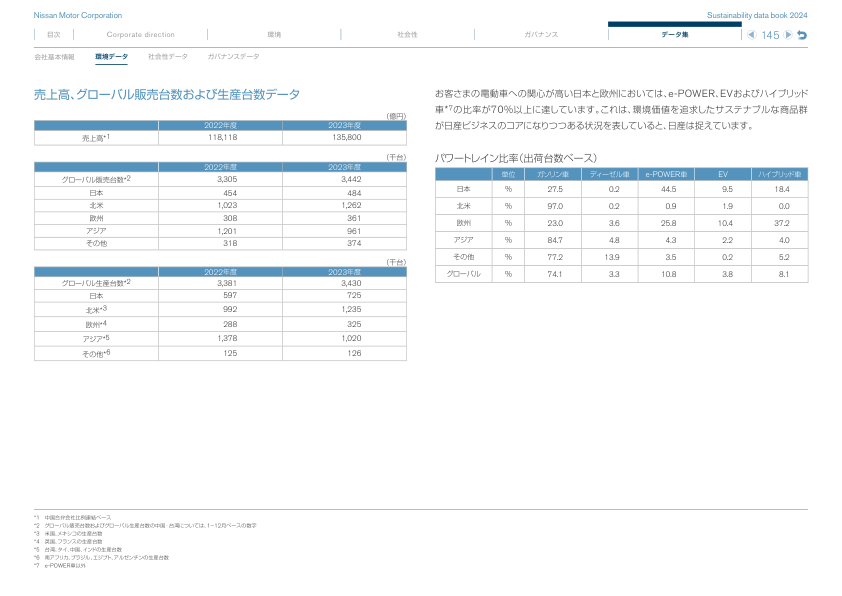 Nissan Motor Corporation
Sustainability data book 2024
目次 Corporate direction 環境 社会性 ガバナンス データ集 145
会社基本情報 環境データ 社会性データ ガバナンスデータ
売上高、グローバル販売台数および生産台数データ
(億円)
2022年度 2023年度
売上高*1 118,118 135,800
(千台)
2022年度 2023年度
グローバル販売台数*2 3,305 3,442
日本 454 484
北米 1,023 1,262
欧州 308 361
アジア 1,201 961
その他 318 374
(千台)
2022年度 2023年度
グローバル生産台数*2 3,381 3,430
日本 597 725
北米*3 992 1,235
欧州*4 288 325
アジア*5 1,378 1,020
その他*6 125 126
お客さまの電動車への関心が高い日本と欧州においては、e-POWER、EVおよびハイブリッド
車*7の比率が70%以上に達しています。これは、環境価値を追求したサステナブルな商品群
が日産ビジネスのコアになりつつある状況を表していると、日産は捉えています。
パワートレイン比率(出荷台数ベース)
単位 ガソリン車 ディーゼル車 e-POWER車 EV ハイブリッド車
日本 % 27.5 0.2 44.5 9.5 18.4
北米 % 97.0 0.2 0.9 1.9 0.0
欧州 % 23.0 3.6 25.8 10.4 37.2
アジア % 84.7 4.8 4.3 2.2 4.0
その他 % 77.2 13.9 3.5 0.2 5.2
グローバル % 74.1 3.3 10.8 3.8 8.1
*1 中国合弁会社比例連結ベース
*2 グローバル販売台数およびグローバル生産台数の中国・台湾については、1-12月ベースの数字
*3 米国、メキシコの生産台数
*4 英国、フランスの生産台数
*5 台湾、タイ、中国、インドの生産台数
*6 南アフリカ、ブラジル、エジプト、アルゼンチンの生産台数
*7 e-POWER車以外